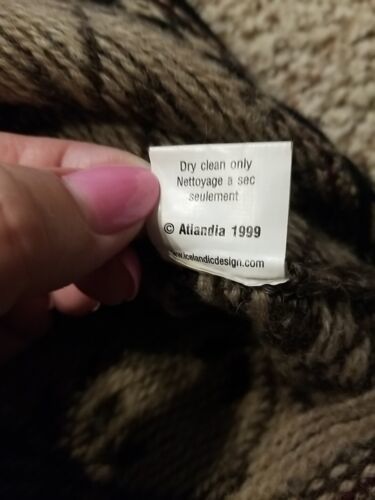 Dry clean only
Nettoyage à sec
seulement
© Atlandia 1999
www.icelandicdesign.com